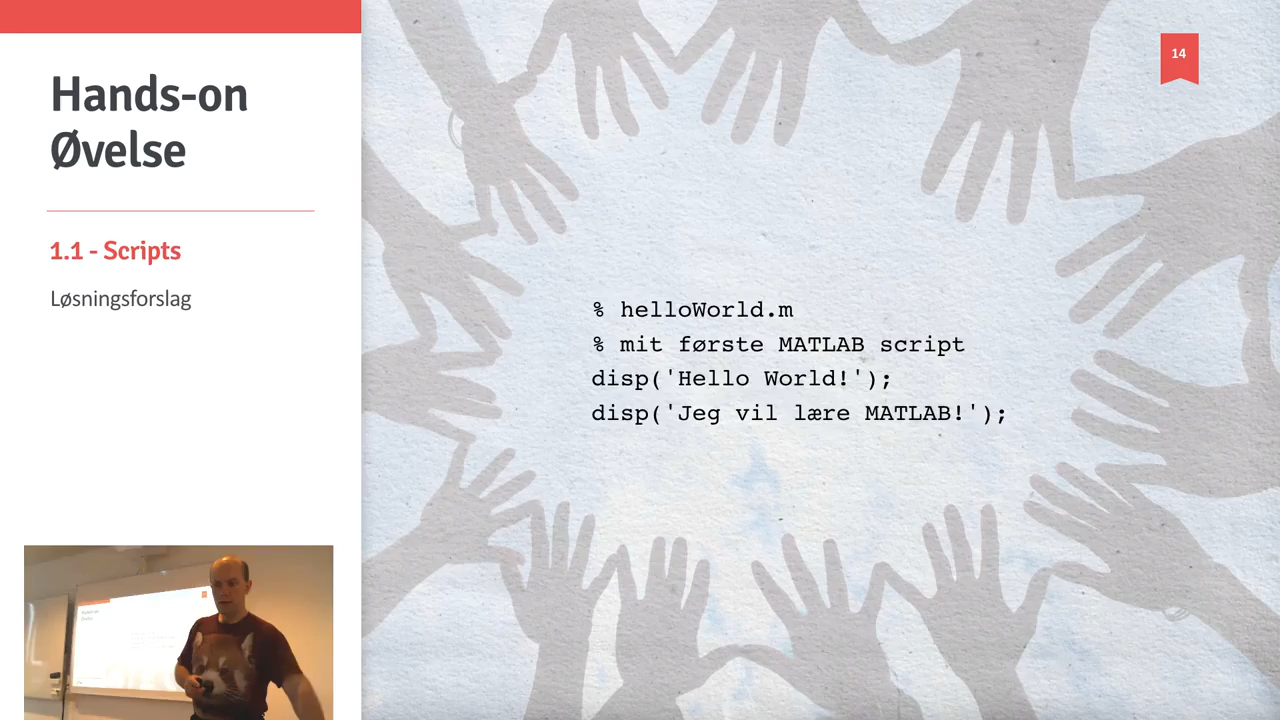 Hands-on
Øvelse
1.1 - Scripts
Løsningsforslag
14
% helloWorld.m
% mit første MATLAB script
disp('Hello World!');
disp('Jeg vil lære MATLAB!');